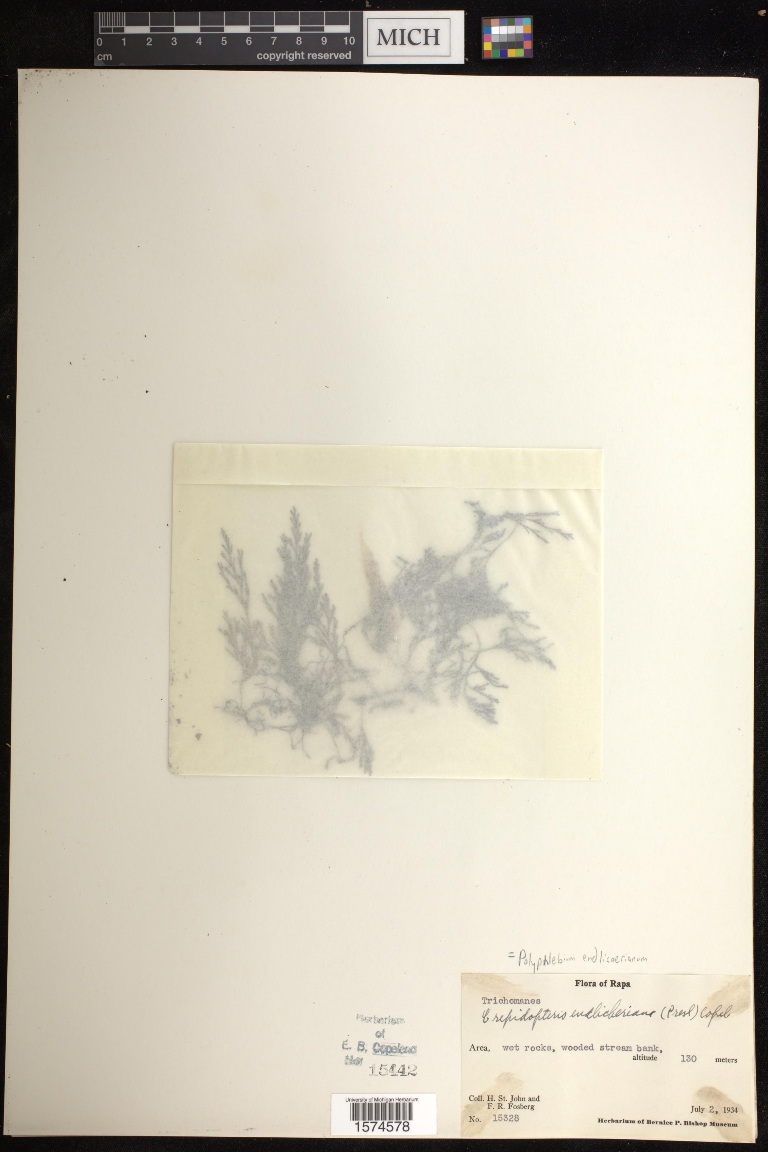 0 1 2 3 4 5 6 7 8 9 10
cm
copyright reserved
MICH
= Polyphlebium endlicherianum
Flora of Rapa
Trichomanes
Crepidopteris endlicheriana (Presl) Copel
Area, wet rocks, wooded stream bank,
altitude 130 meters
Coll. H. St. John and
F. R. Fosberg
July 2, 1934
No. 15328
Herbarium of Bernice P. Bishop Museum
Herbarium
of
E. B. Copeland
15442
University of Michigan Herbarium
1574578